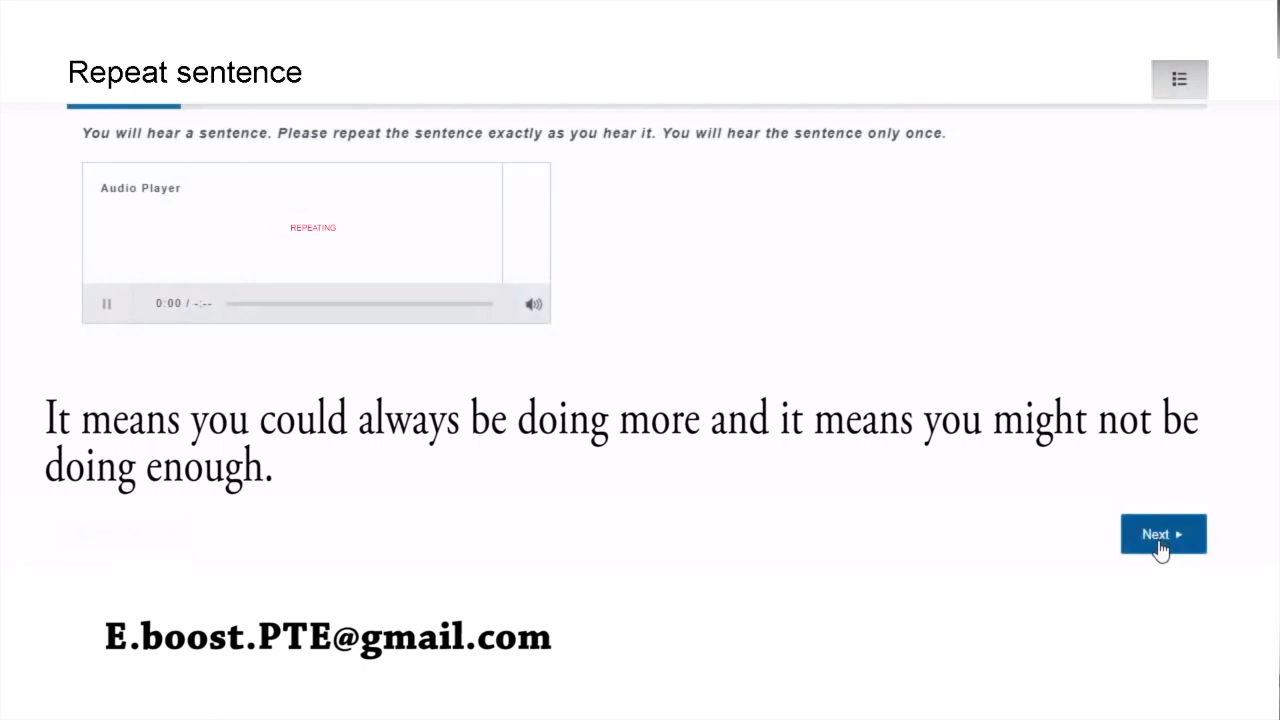 Repeat sentence
You will hear a sentence. Please repeat the sentence exactly as you hear it. You will hear the sentence only once.
Audio Player
REPEATING
0:00 / -:--
It means you could always be doing more and it means you might not be
doing enough.
Next
E.boost.PTE@gmail.com